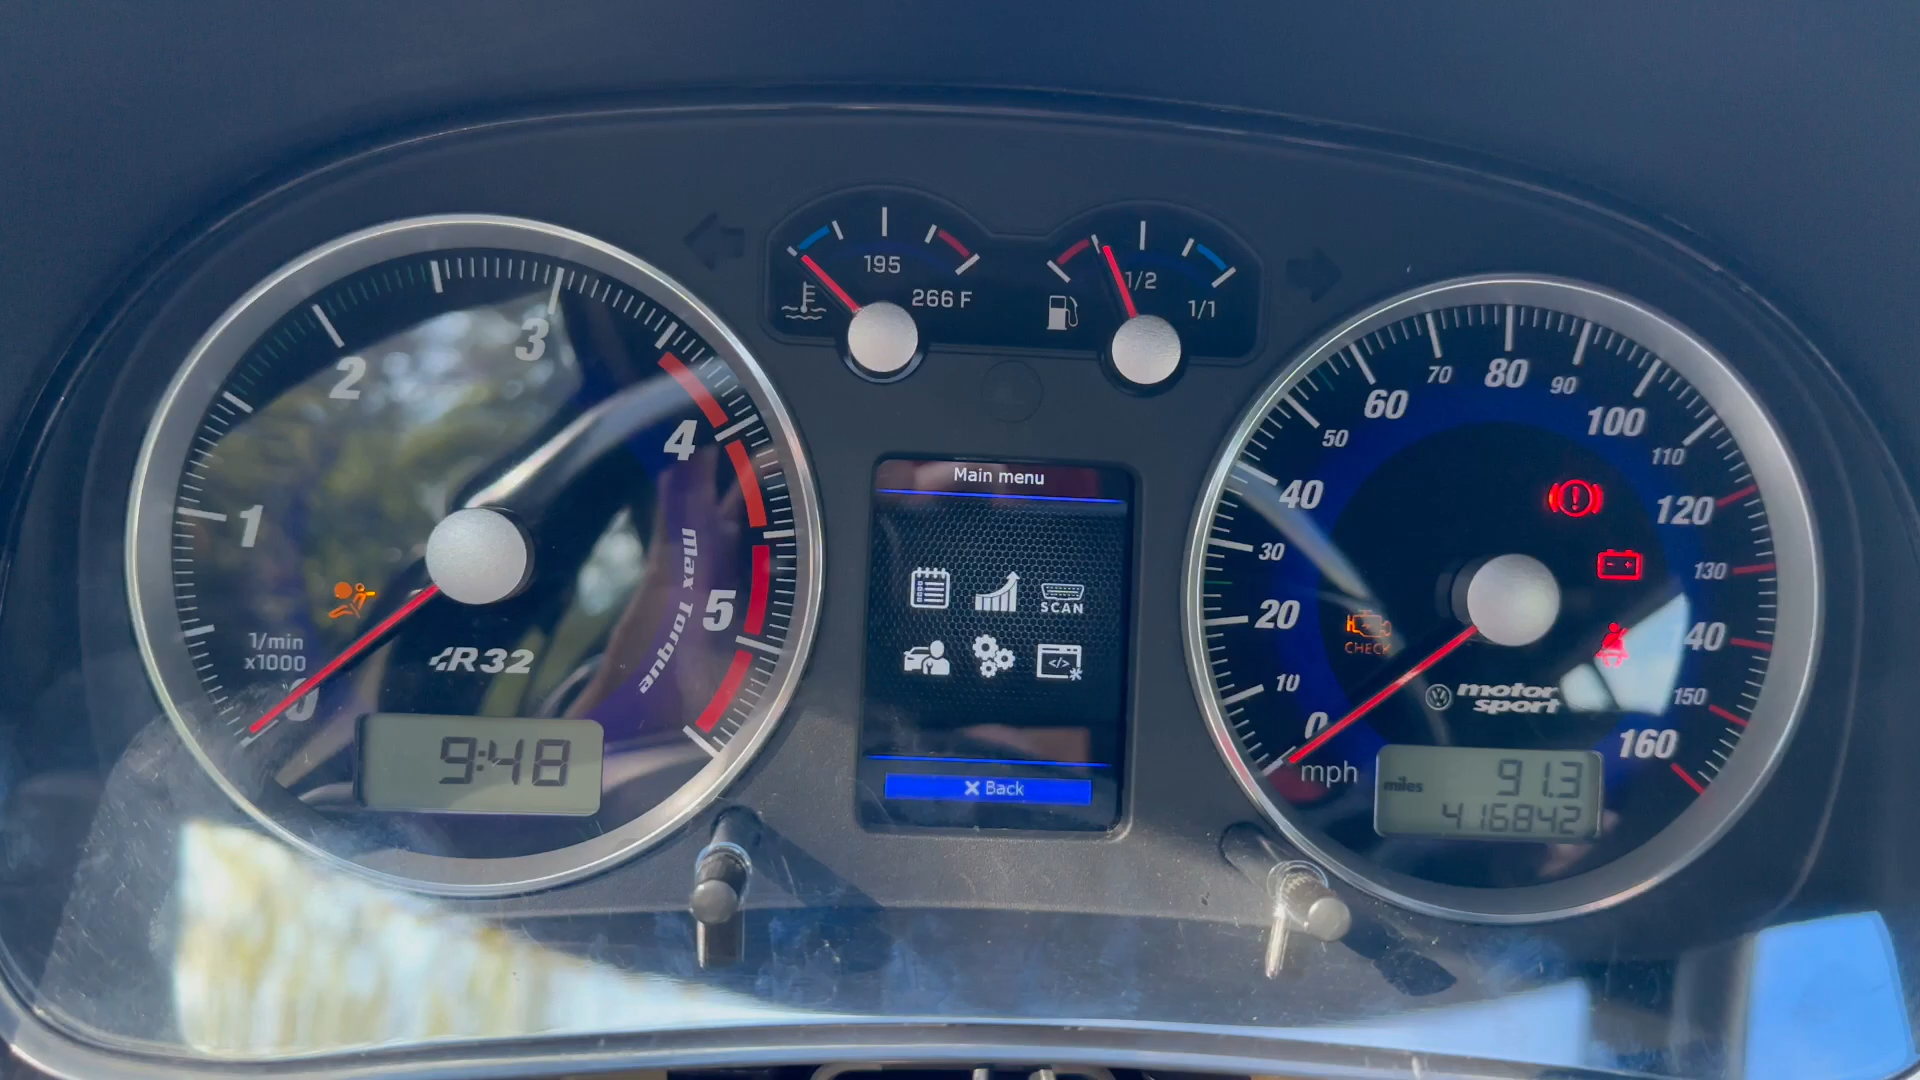 1
2
3
4
5
0
1/min
x1000
R32
max Torque
9:48
195
266 F
1/2
1/1
Main menu
SCAN
</>
Back
0
10
20
30
40
50
60
70
80
90
100
110
120
130
140
150
160
mph
CHECK
motor
sport
miles
91.3
416842